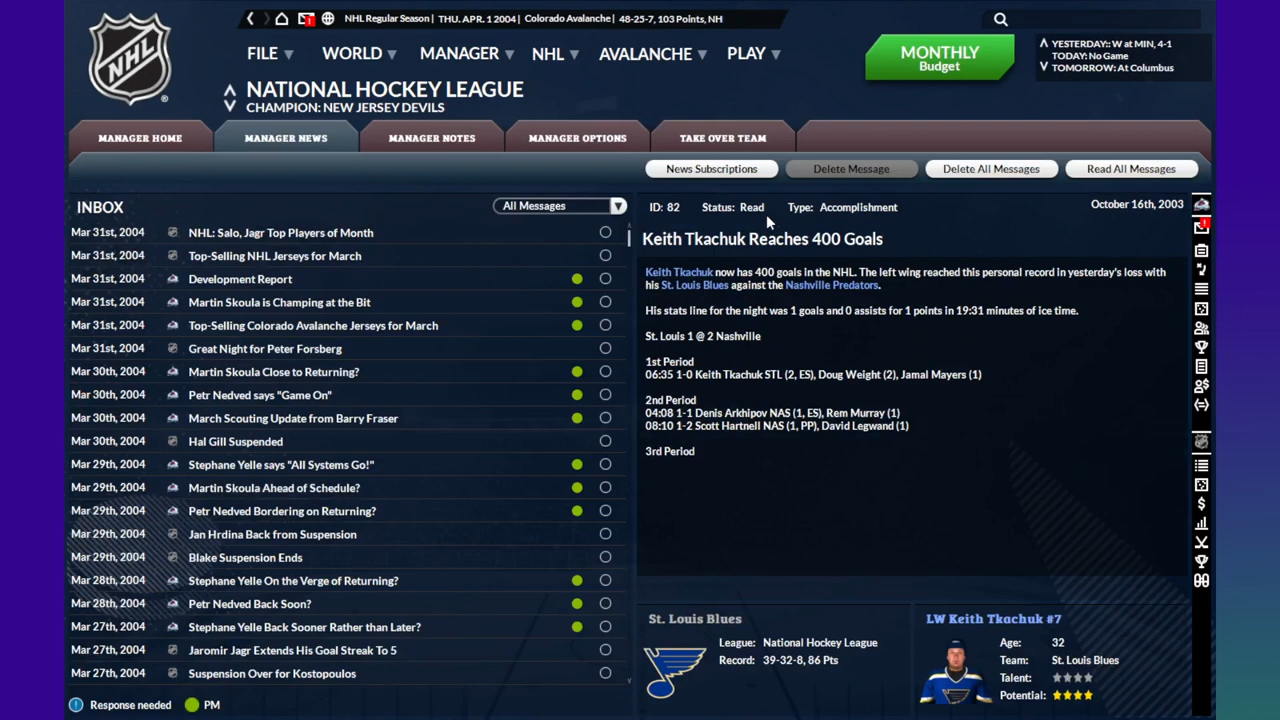 NHL Regular Season | THU. APR. 1 2004 | Colorado Avalanche | 48-25-7, 103 Points, NH
FILE WORLD MANAGER NHL AVALANCHE PLAY
MONTHLY
Budget
YESTERDAY:: W at MIN, 4-1
TODAY: No Game
TOMORROW: At Columbus
NHL
NATIONAL HOCKEY LEAGUE
CHAMPION: NEW JERSEY DEVILS
MANAGER HOME MANAGER NEWS MANAGER NOTES MANAGER OPTIONS TAKE OVER TEAM
News Subscriptions Delete Message Delete All Messages Read All Messages
INBOX All Messages
Mar 31st, 2004 NHL: Salo, Jagr Top Players of Month
Mar 31st, 2004 Top-Selling NHL Jerseys for March
Mar 31st, 2004 Development Report
Mar 31st, 2004 Martin Skoula is Champing at the Bit
Mar 31st, 2004 Top-Selling Colorado Avalanche Jerseys for March
Mar 31st, 2004 Great Night for Peter Forsberg
Mar 30th, 2004 Martin Skoula Close to Returning?
Mar 30th, 2004 Petr Nedved says "Game On"
Mar 30th, 2004 March Scouting Update from Barry Fraser
Mar 30th, 2004 Hal Gill Suspended
Mar 29th, 2004 Stephane Yelle says "All Systems Go!"
Mar 29th, 2004 Martin Skoula Ahead of Schedule?
Mar 29th, 2004 Petr Nedved Bordering on Returning?
Mar 29th, 2004 Jan Hrdina Back from Suspension
Mar 29th, 2004 Blake Suspension Ends
Mar 28th, 2004 Stephane Yelle On the Verge of Returning?
Mar 28th, 2004 Petr Nedved Back Soon?
Mar 27th, 2004 Stephane Yelle Back Sooner Rather than Later?
Mar 27th, 2004 Jaromir Jagr Extends His Goal Streak To 5
Mar 27th, 2004 Suspension Over for Kostopoulos
Response needed PM
ID: 82 Status: Read Type: Accomplishment October 16th, 2003
Keith Tkachuk Reaches 400 Goals
Keith Tkachuk now has 400 goals in the NHL. The left wing reached this personal record in yesterday's loss with
his St. Louis Blues against the Nashville Predators.
His stats line for the night was 1 goals and 0 assists for 1 points in 19:31 minutes of ice time.
St. Louis 1 @ 2 Nashville
1st Period
06:35 1-0 Keith Tkachuk STL (2, ES), Doug Weight (2), Jamal Mayers (1)
2nd Period
04:08 1-1 Denis Arkhipov NAS (1, ES), Rem Murray (1)
08:10 1-2 Scott Hartnell NAS (1, PP), David Legwand (1)
3rd Period
St. Louis Blues
League: National Hockey League
Record: 39-32-8, 86 Pts
LW Keith Tkachuk #7
Age: 32
Team: St. Louis Blues
Talent:
Potential: